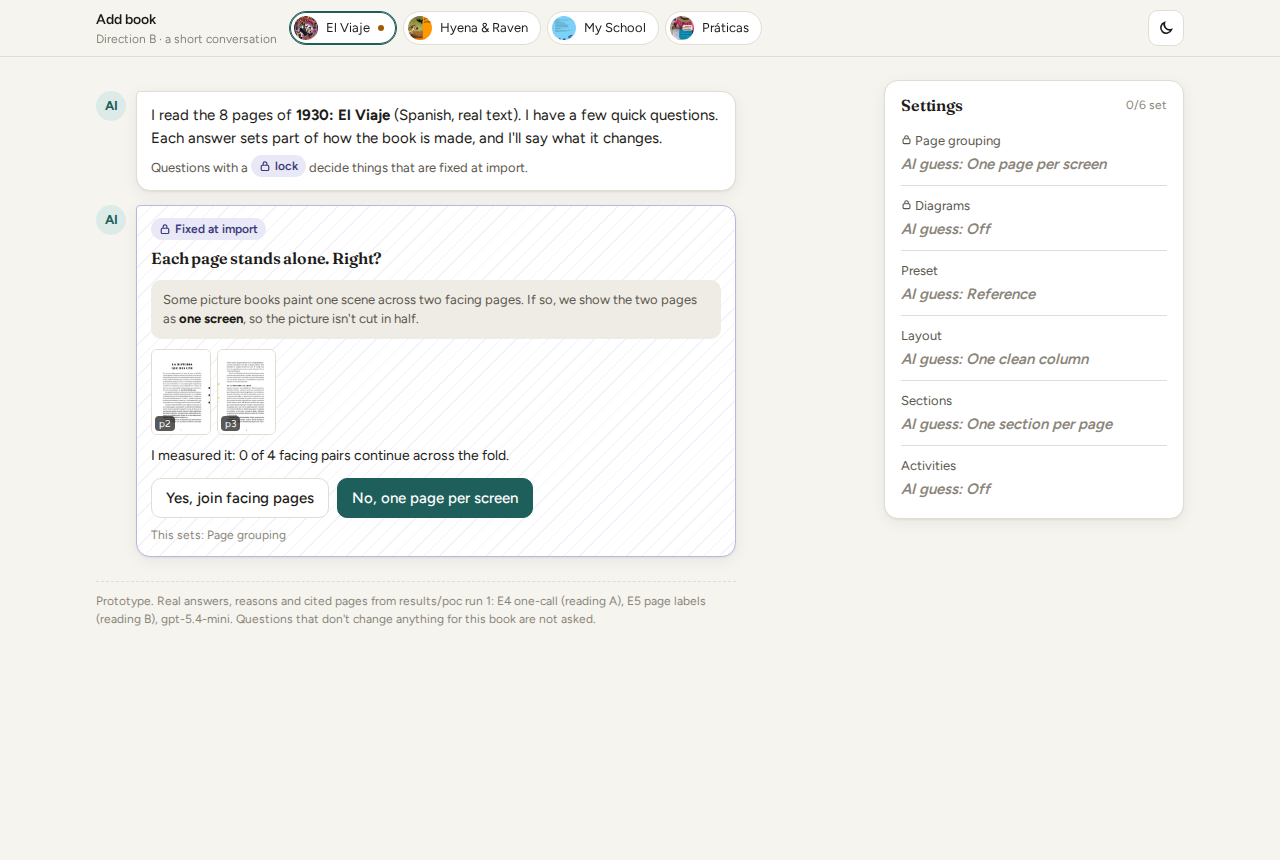 Add book
Direction B · a short conversation
El Viaje
Hyena & Raven
My School
Práticas
AI
I read the 8 pages of 1930: El Viaje (Spanish, real text). I have a few quick questions.
Each answer sets part of how the book is made, and I'll say what it changes.
Questions with a lock decide things that are fixed at import.
AI
Fixed at import
Each page stands alone. Right?
Some picture books paint one scene across two facing pages. If so, we show the two pages
as one screen, so the picture isn't cut in half.
p2
p3
I measured it: 0 of 4 facing pairs continue across the fold.
Yes, join facing pages
No, one page per screen
This sets: Page grouping
Prototype. Real answers, reasons and cited pages from results/poc run 1: E4 one-call (reading A), E5 page labels
(reading B), gpt-5.4-mini. Questions that don't change anything for this book are not asked.
Settings
0/6 set
Page grouping
AI guess: One page per screen
Diagrams
AI guess: Off
Preset
AI guess: Reference
Layout
AI guess: One clean column
Sections
AI guess: One section per page
Activities
AI guess: Off